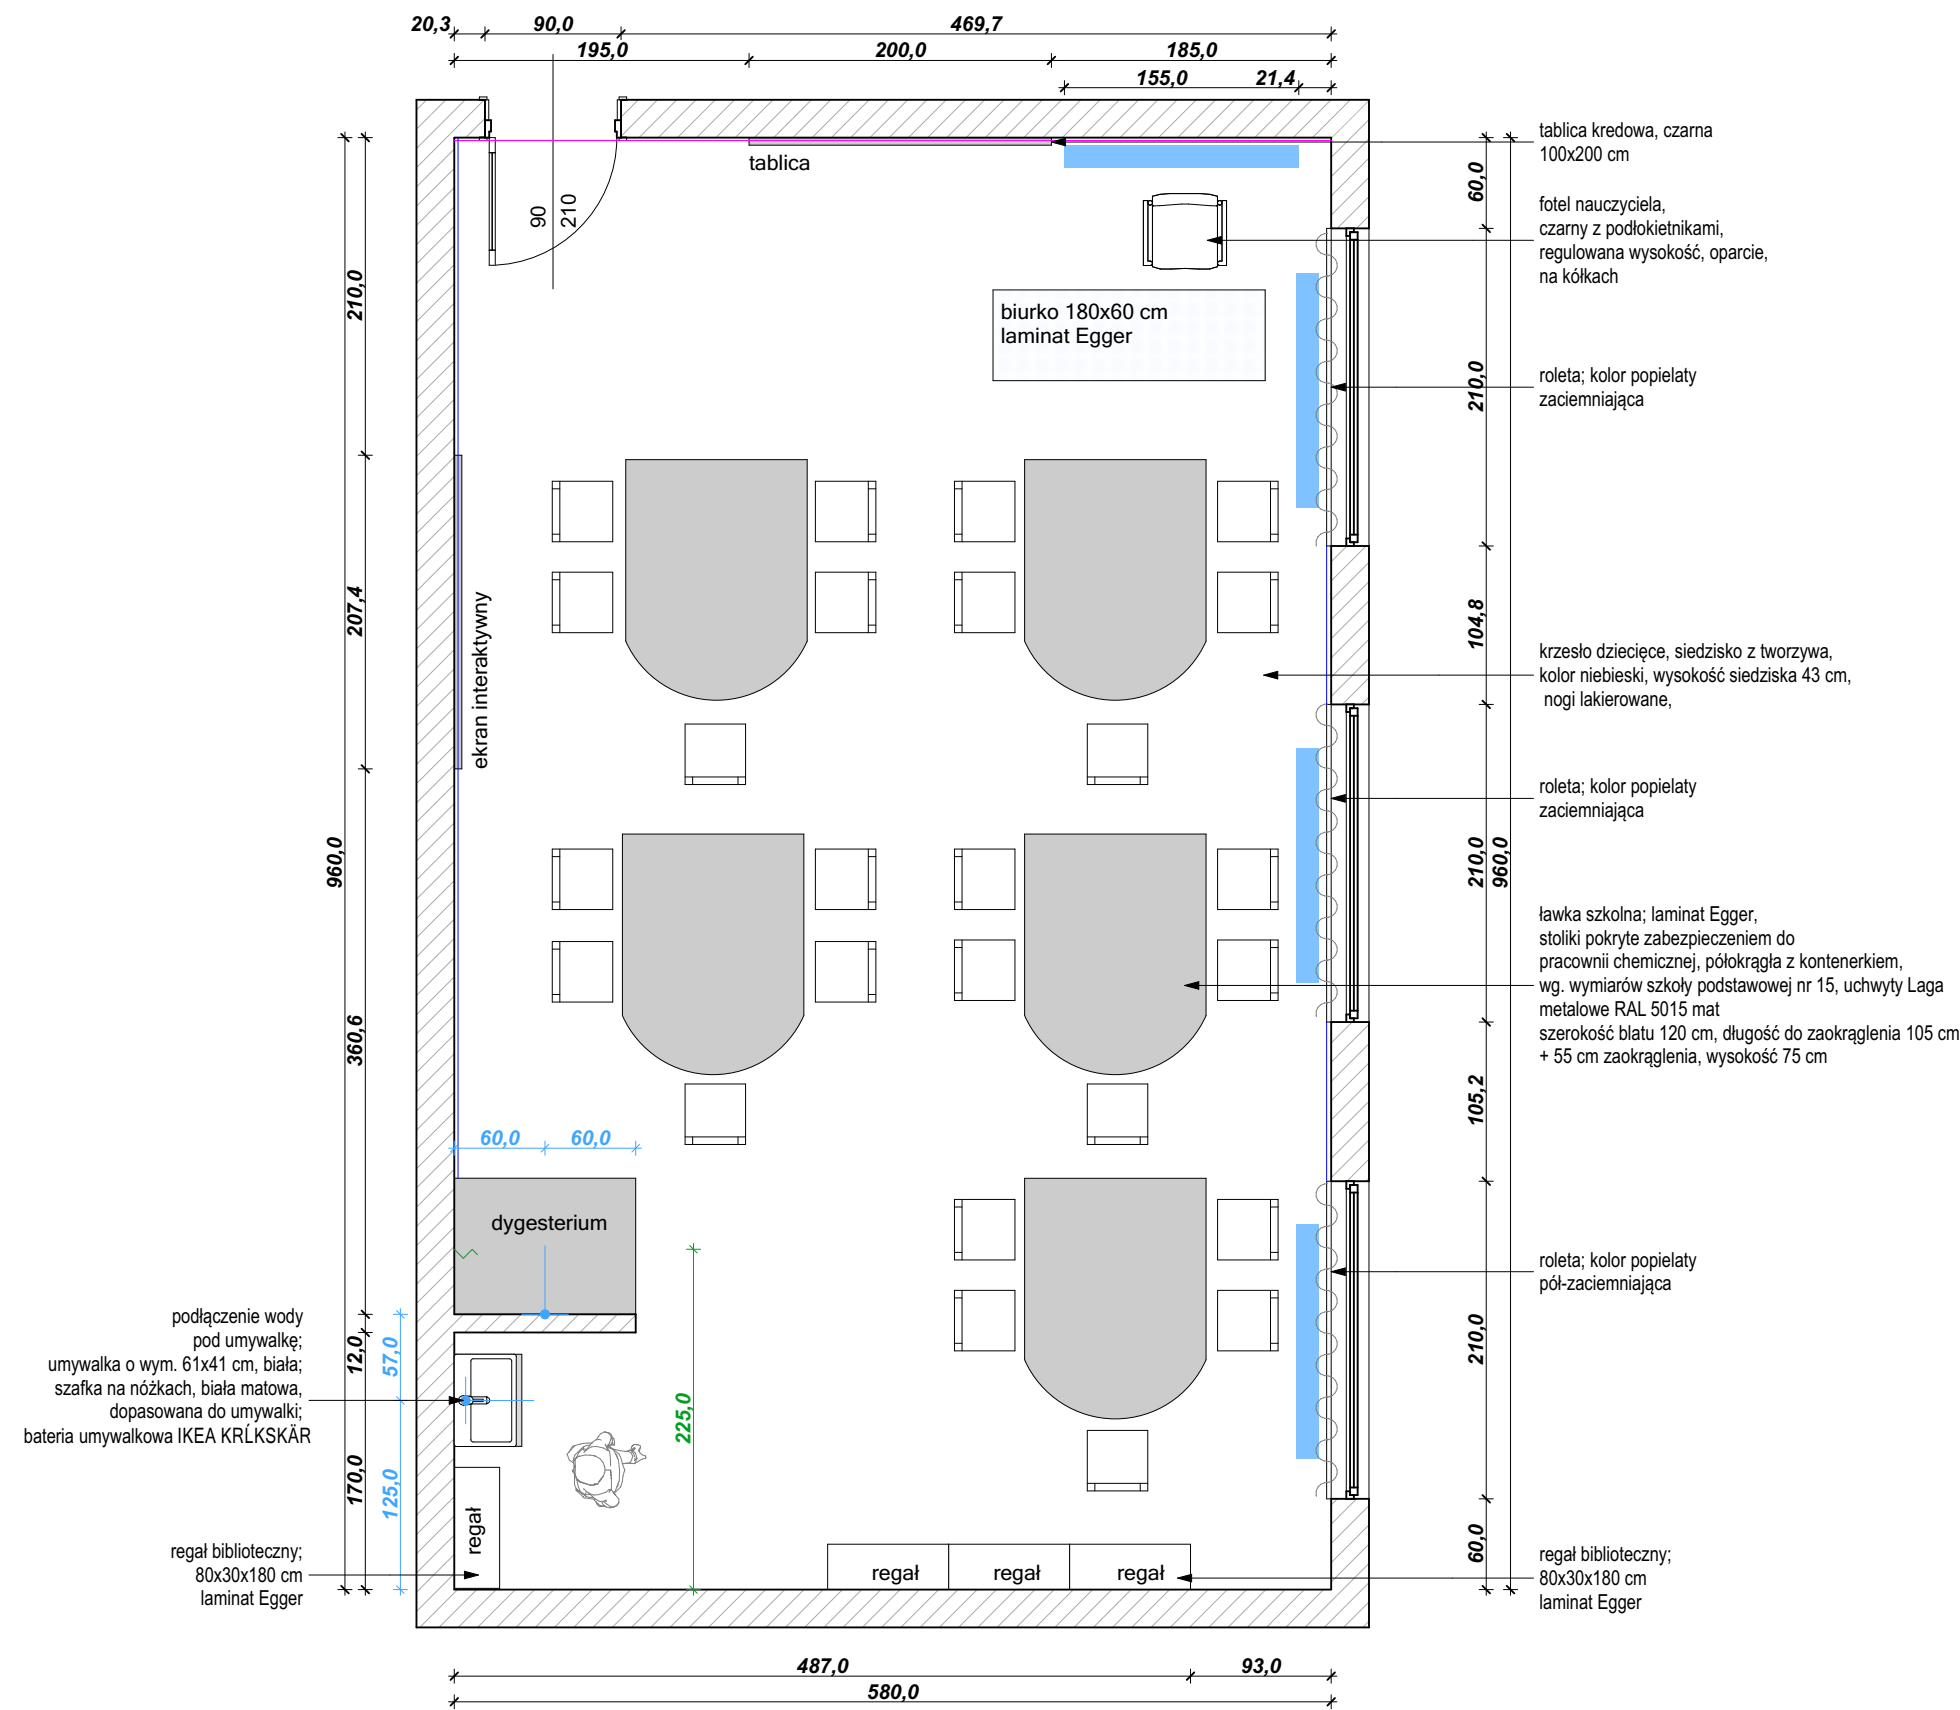 20,3
90,0
469,7
195,0
200,0
185,0
155,0
21,4
tablica
90
210
biurko 180x60 cm
laminat Egger
ekran interaktywny
dygesterium
regał
regał
regał
regał
tablica kredowa, czarna
100x200 cm
fotel nauczyciela,
czarny z podłokietnikami,
regulowana wysokość, oparcie,
na kółkach
roleta; kolor popielaty
zaciemniająca
krzesło dziecięce, siedzisko z tworzywa,
kolor niebieski, wysokość siedziska 43 cm,
nogi lakierowane,
roleta; kolor popielaty
zaciemniająca
ławka szkolna; laminat Egger,
stoliki pokryte zabezpieczeniem do
pracownii chemicznej, półokrągła z kontenerkiem,
wg. wymiarów szkoły podstawowej nr 15, uchwyty Laga
metalowe RAL 5015 mat
szerokość blatu 120 cm, długość do zaokrąglenia 105 cm
+ 55 cm zaokrąglenia, wysokość 75 cm
roleta; kolor popielaty
pół-zaciemniająca
regał biblioteczny;
80x30x180 cm
laminat Egger
podłączenie wody
pod umywalkę;
umywalka o wym. 61x41 cm, biała;
szafka na nóżkach, biała matowa,
dopasowana do umywalki;
bateria umywalkowa IKEA KRĹKSKÄR
regał biblioteczny;
80x30x180 cm
laminat Egger
210,0
207,4
960,0
360,6
12,0
170,0
57,0
125,0
60,0
60,0
225,0
60,0
210,0
104,8
210,0
960,0
105,2
210,0
60,0
487,0
93,0
580,0